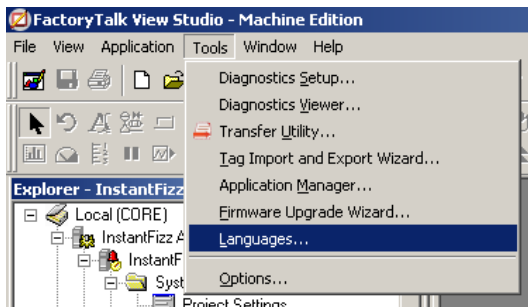 FactoryTalk View Studio - Machine Edition
File View Application Tools Window Help
Diagnostics Setup...
Diagnostics Viewer...
Transfer Utility...
Tag Import and Export Wizard...
Application Manager...
Firmware Upgrade Wizard...
Languages...
Options...
Explorer - InstantFizz
Local (CORE)
InstantFizz A
InstantF
Syst
Project Settings